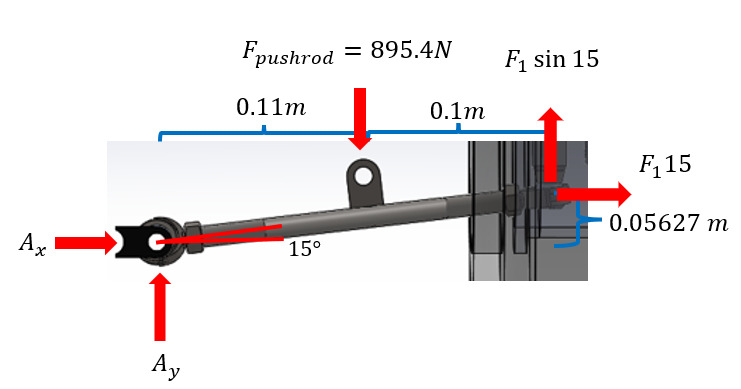 F_pushrod = 895.4N
F_1 sin 15
0.11m
0.1m
F_1 15
0.05627 m
A_x
15°
A_y